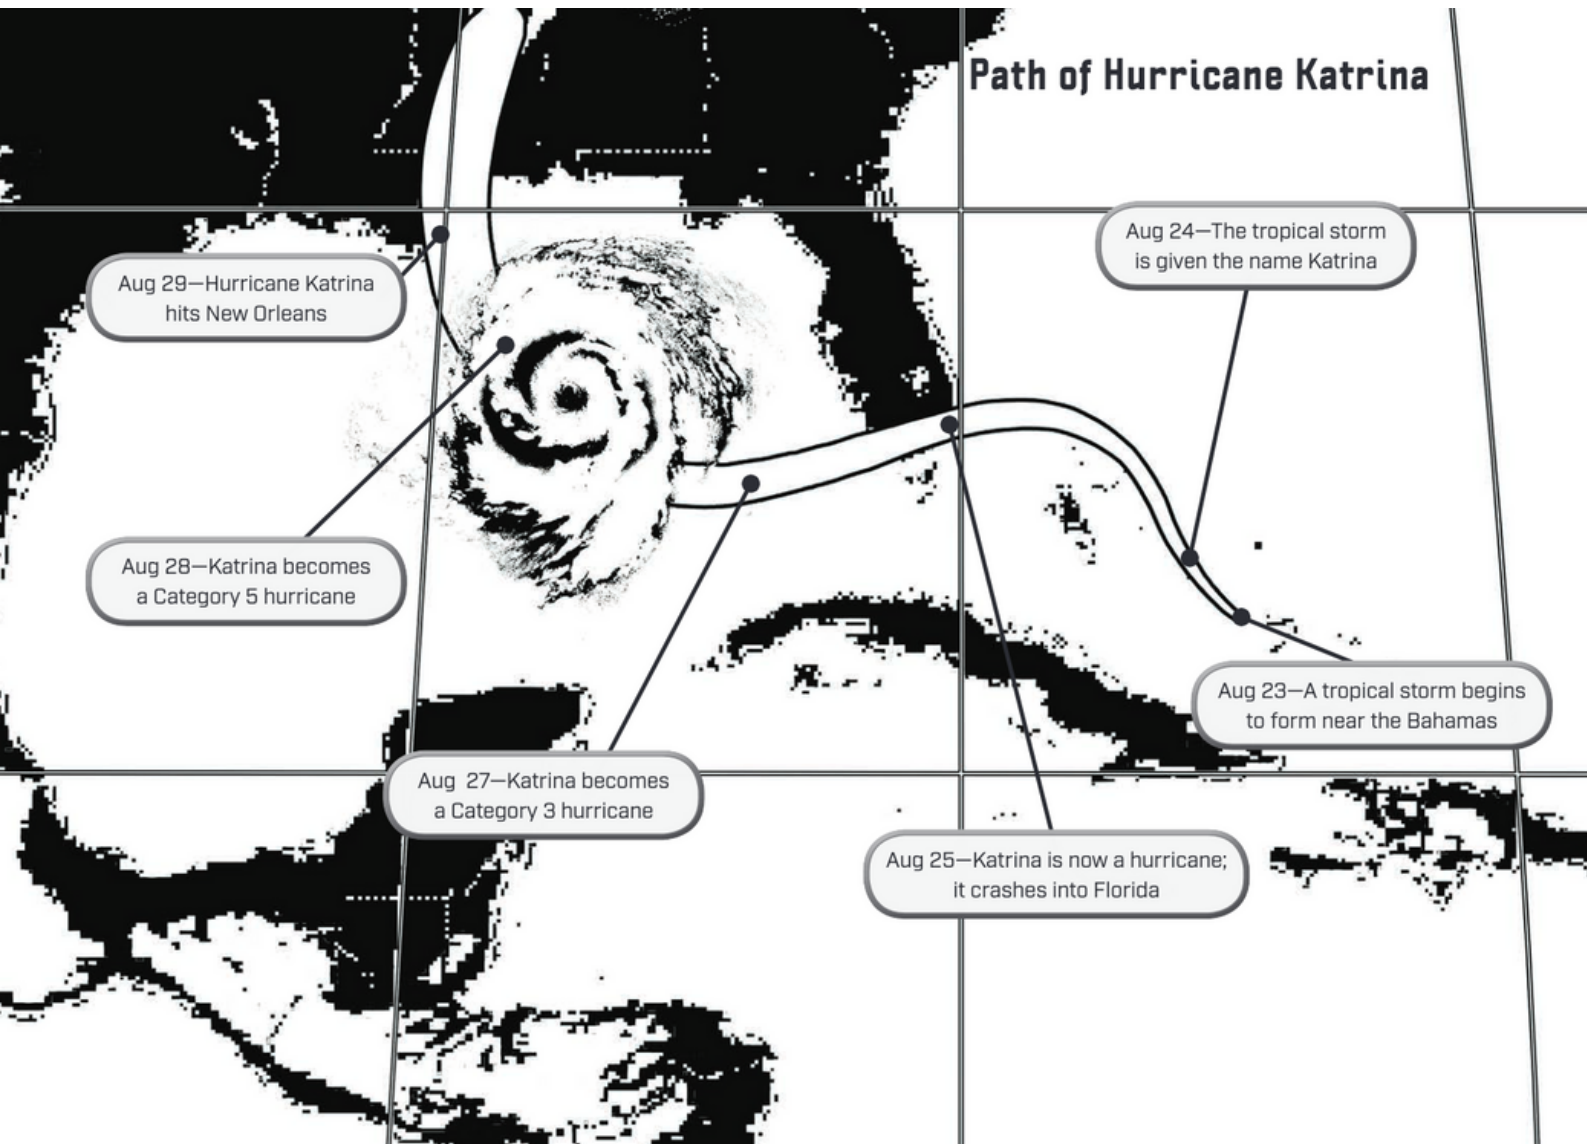 Path of Hurricane Katrina
Aug 24—The tropical storm
is given the name Katrina
Aug 29—Hurricane Katrina
hits New Orleans
Aug 28—Katrina becomes
a Category 5 hurricane
Aug 23—A tropical storm begins
to form near the Bahamas
Aug 27—Katrina becomes
a Category 3 hurricane
Aug 25—Katrina is now a hurricane;
it crashes into Florida